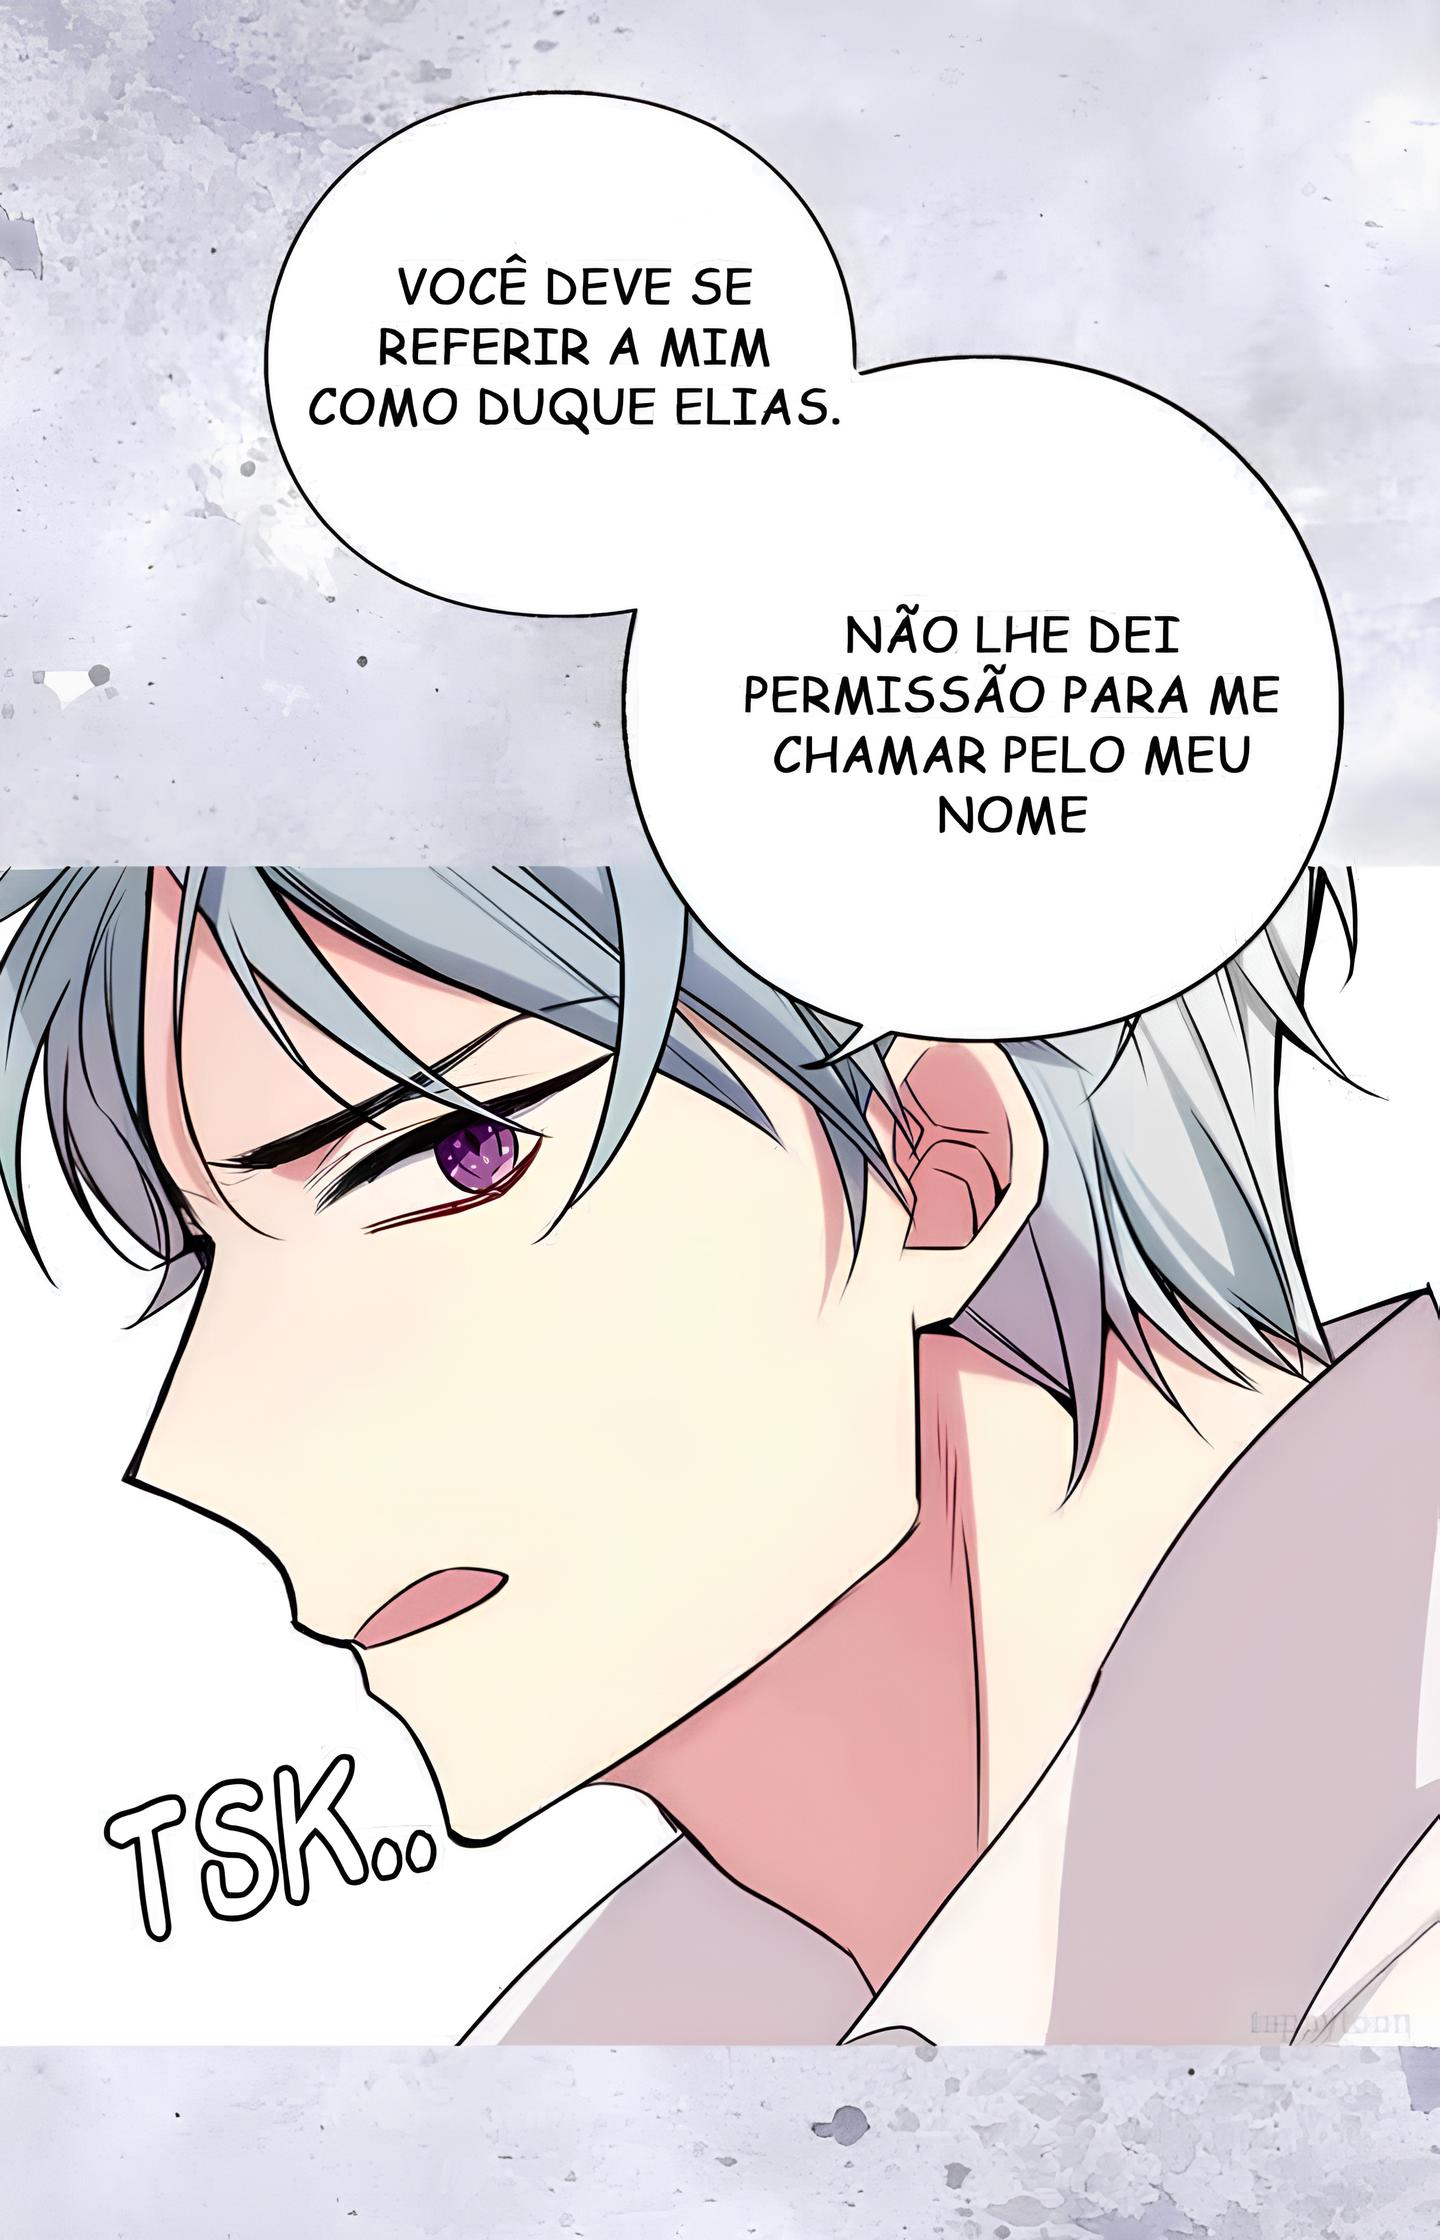 VOCÊ DEVE SE
REFERIR A MIM
COMO DUQUE ELIAS.
NÃO LHE DEI
PERMISSÃO PARA ME
CHAMAR PELO MEU
NOME
TSK..